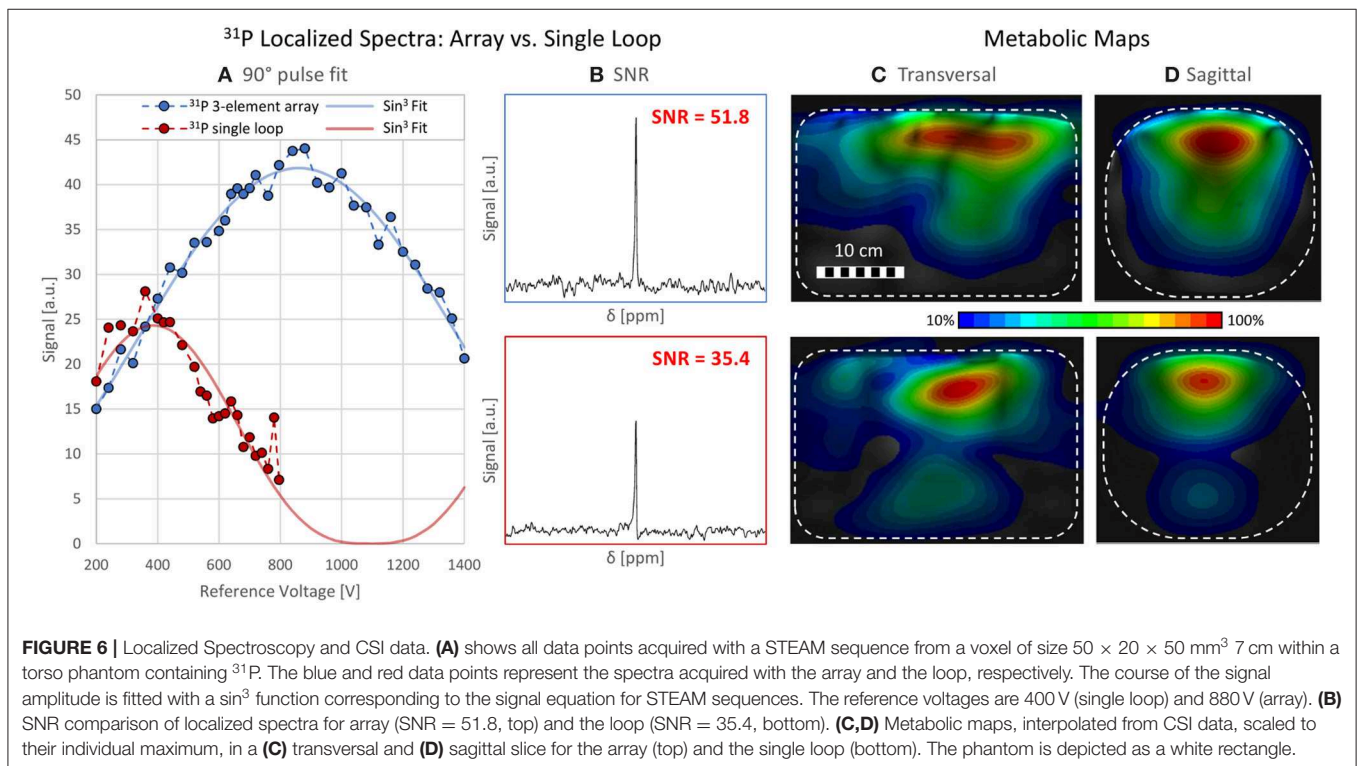 ³¹P Localized Spectra: Array vs. Single Loop
Metabolic Maps
A 90° pulse fit
B SNR
C Transversal
D Sagittal
³¹P 3-element array
Sin³ Fit
³¹P single loop
Sin³ Fit
Signal [a.u.]
50
45
40
35
30
25
20
15
10
5
0
200
400
600
800
1000
1200
1400
Reference Voltage [V]
SNR = 51.8
Signal [a.u.]
δ [ppm]
SNR = 35.4
Signal [a.u.]
δ [ppm]
10 cm
10%
100%
FIGURE 6 | Localized Spectroscopy and CSI data. (A) shows all data points acquired with a STEAM sequence from a voxel of size 50 × 20 × 50 mm³ 7 cm within a
torso phantom containing ³¹P. The blue and red data points represent the spectra acquired with the array and the loop, respectively. The course of the signal
amplitude is fitted with a sin³ function corresponding to the signal equation for STEAM sequences. The reference voltages are 400 V (single loop) and 880 V (array). (B)
SNR comparison of localized spectra for array (SNR = 51.8, top) and the loop (SNR = 35.4, bottom). (C,D) Metabolic maps, interpolated from CSI data, scaled to
their individual maximum, in a (C) transversal and (D) sagittal slice for the array (top) and the single loop (bottom). The phantom is depicted as a white rectangle.